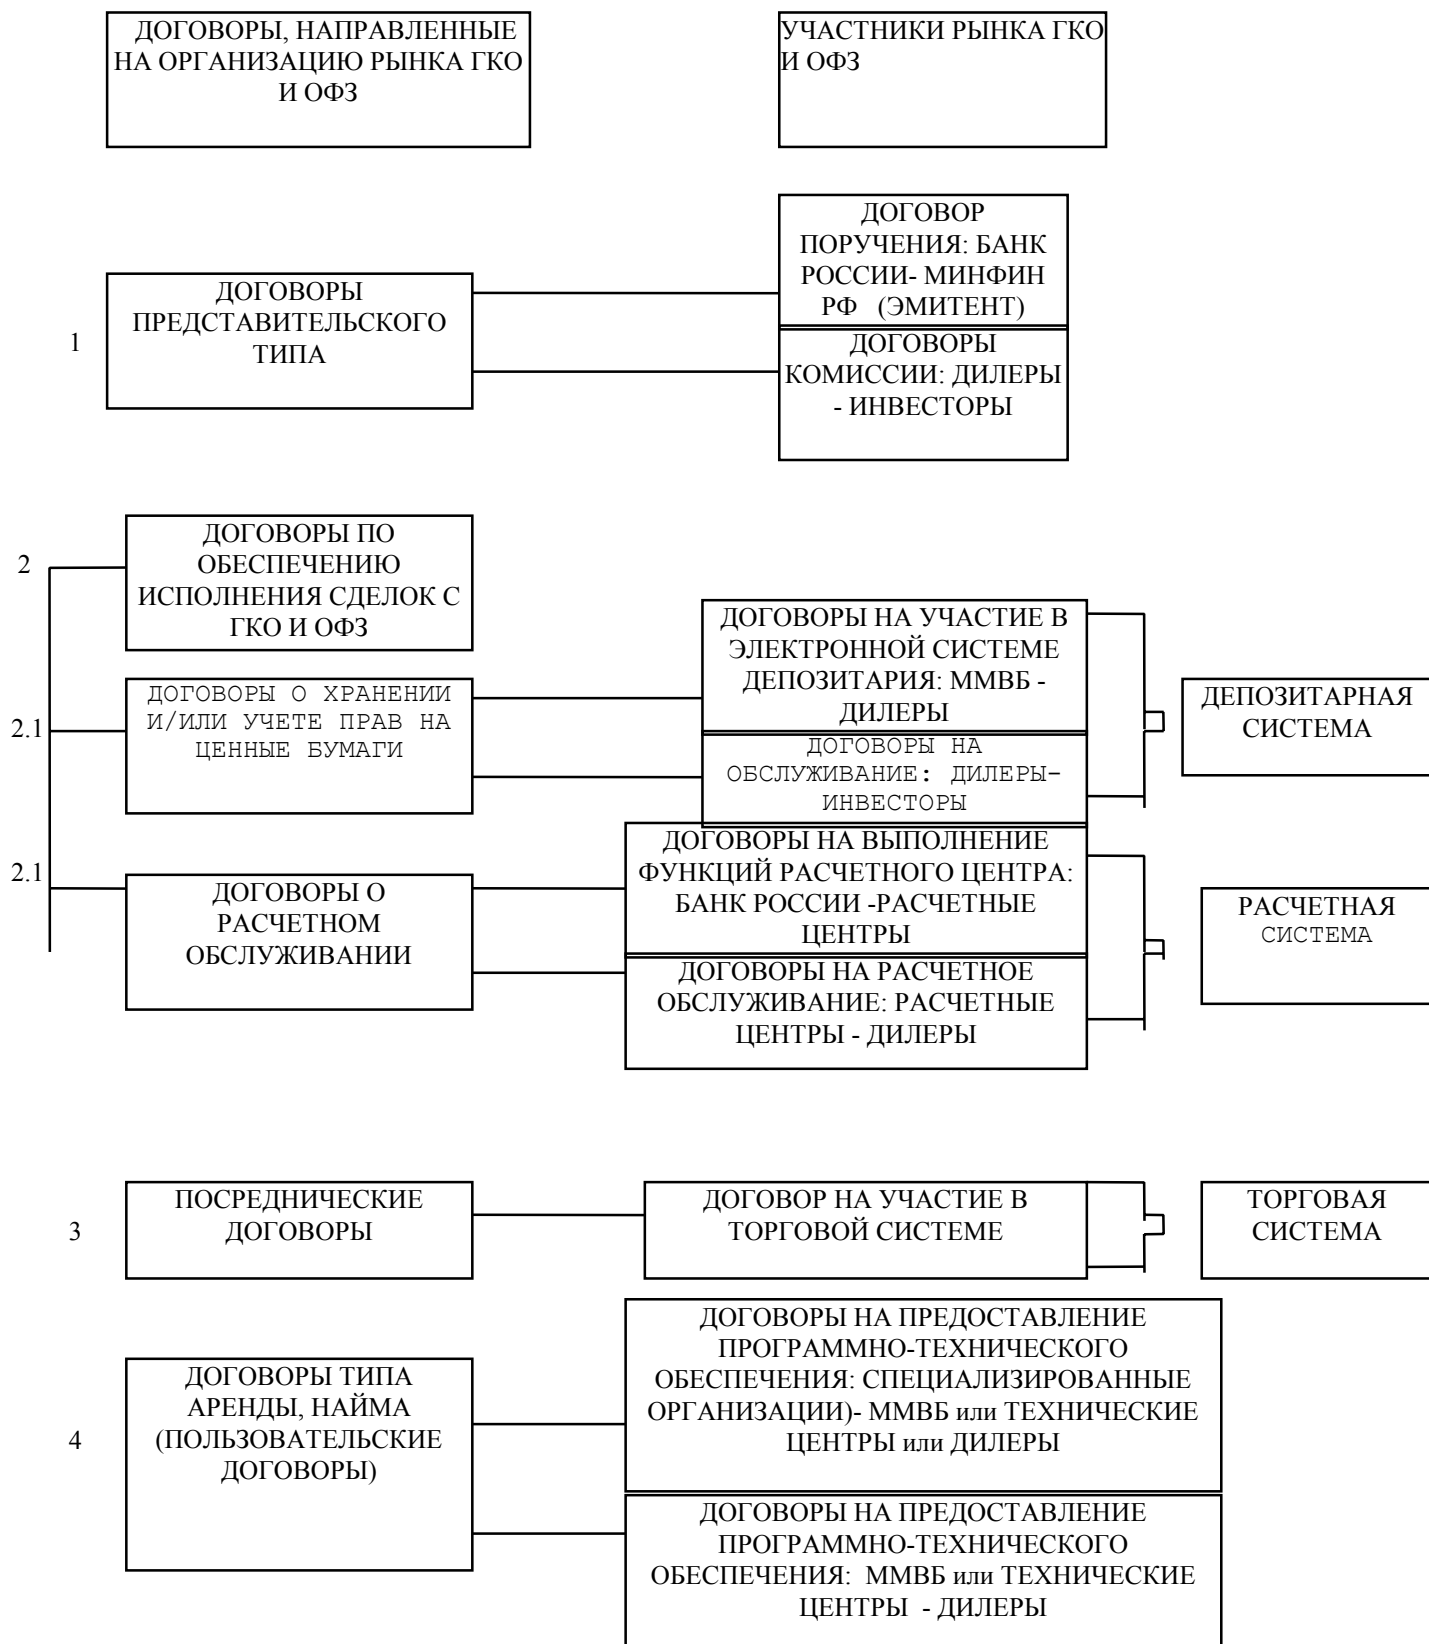 ДОГОВОРЫ, НАПРАВЛЕННЫЕ
НА ОРГАНИЗАЦИЮ РЫНКА ГКО
И ОФЗ
УЧАСТНИКИ РЫНКА ГКО
И ОФЗ
1
ДОГОВОРЫ
ПРЕДСТАВИТЕЛЬСКОГО
ТИПА
ДОГОВОР
ПОРУЧЕНИЯ: БАНК
РОССИИ- МИНФИН
РФ (ЭМИТЕНТ)
ДОГОВОРЫ
КОМИССИИ: ДИЛЕРЫ
- ИНВЕСТОРЫ
2
ДОГОВОРЫ ПО
ОБЕСПЕЧЕНИЮ
ИСПОЛНЕНИЯ СДЕЛОК С
ГКО И ОФЗ
2.1
ДОГОВОРЫ О ХРАНЕНИИ
И/ИЛИ УЧЕТЕ ПРАВ НА
ЦЕННЫЕ БУМАГИ
ДОГОВОРЫ НА УЧАСТИЕ В
ЭЛЕКТРОННОЙ СИСТЕМЕ
ДЕПОЗИТАРИЯ: ММВБ -
ДИЛЕРЫ
ДОГОВОРЫ НА
ОБСЛУЖИВАНИЕ: ДИЛЕРЫ-
ИНВЕСТОРЫ
ДЕПОЗИТАРНАЯ
СИСТЕМА
2.1
ДОГОВОРЫ О
РАСЧЕТНОМ
ОБСЛУЖИВАНИИ
ДОГОВОРЫ НА ВЫПОЛНЕНИЕ
ФУНКЦИЙ РАСЧЕТНОГО ЦЕНТРА:
БАНК РОССИИ -РАСЧЕТНЫЕ
ЦЕНТРЫ
ДОГОВОРЫ НА РАСЧЕТНОЕ
ОБСЛУЖИВАНИЕ: РАСЧЕТНЫЕ
ЦЕНТРЫ - ДИЛЕРЫ
РАСЧЕТНАЯ
СИСТЕМА
3
ПОСРЕДНИЧЕСКИЕ
ДОГОВОРЫ
ДОГОВОР НА УЧАСТИЕ В
ТОРГОВОЙ СИСТЕМЕ
ТОРГОВАЯ
СИСТЕМА
4
ДОГОВОРЫ ТИПА
АРЕНДЫ, НАЙМА
(ПОЛЬЗОВАТЕЛЬСКИЕ
ДОГОВОРЫ)
ДОГОВОРЫ НА ПРЕДОСТАВЛЕНИЕ
ПРОГРАММНО-ТЕХНИЧЕСКОГО
ОБЕСПЕЧЕНИЯ: СПЕЦИАЛИЗИРОВАННЫЕ
ОРГАНИЗАЦИИ)- ММВБ или ТЕХНИЧЕСКИЕ
ЦЕНТРЫ или ДИЛЕРЫ
ДОГОВОРЫ НА ПРЕДОСТАВЛЕНИЕ
ПРОГРАММНО-ТЕХНИЧЕСКОГО
ОБЕСПЕЧЕНИЯ: ММВБ или ТЕХНИЧЕСКИЕ
ЦЕНТРЫ - ДИЛЕРЫ